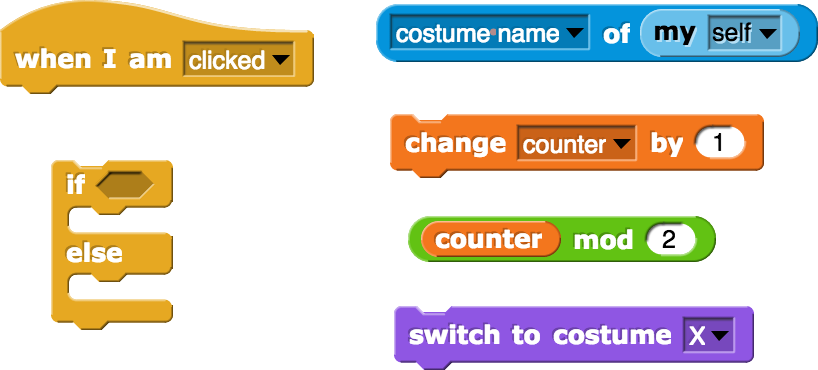 when I am clicked
costume name of my self
change counter by 1
if
else
counter mod 2
switch to costume X